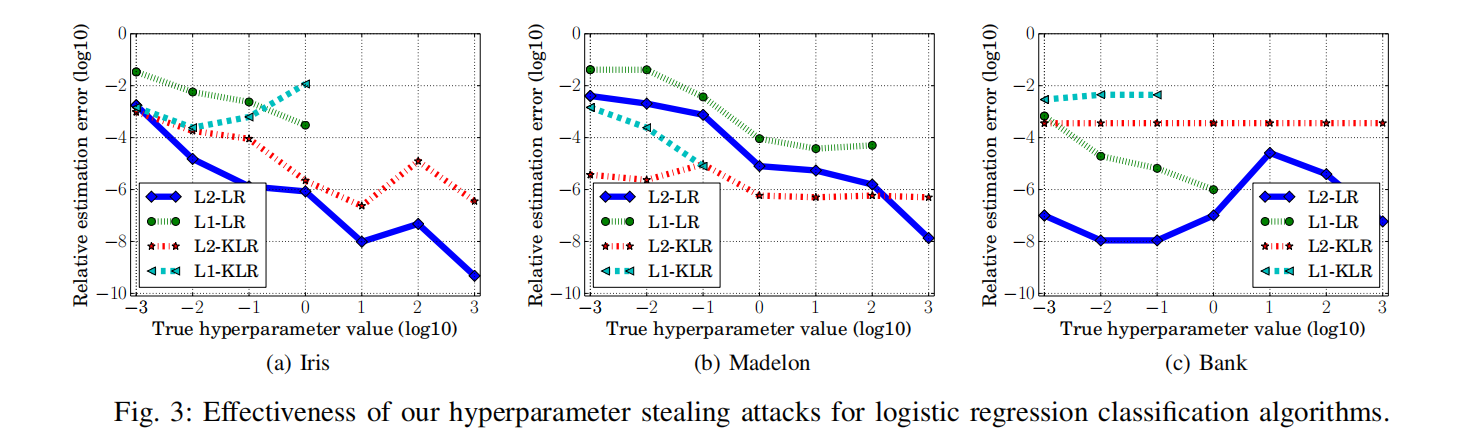 Relative estimation error (log10)
0
−2
−4
−6
−8
−10
L2-LR
L1-LR
L2-KLR
L1-KLR
−3 −2 −1 0 1 2 3
True hyperparameter value (log10)
(a) Iris
Relative estimation error (log10)
0
−2
−4
−6
−8
−10
L2-LR
L1-LR
L2-KLR
L1-KLR
−3 −2 −1 0 1 2 3
True hyperparameter value (log10)
(b) Madelon
Relative estimation error (log10)
0
−2
−4
−6
−8
−10
L2-LR
L1-LR
L2-KLR
L1-KLR
−3 −2 −1 0 1 2 3
True hyperparameter value (log10)
(c) Bank
Fig. 3: Effectiveness of our hyperparameter stealing attacks for logistic regression classification algorithms.